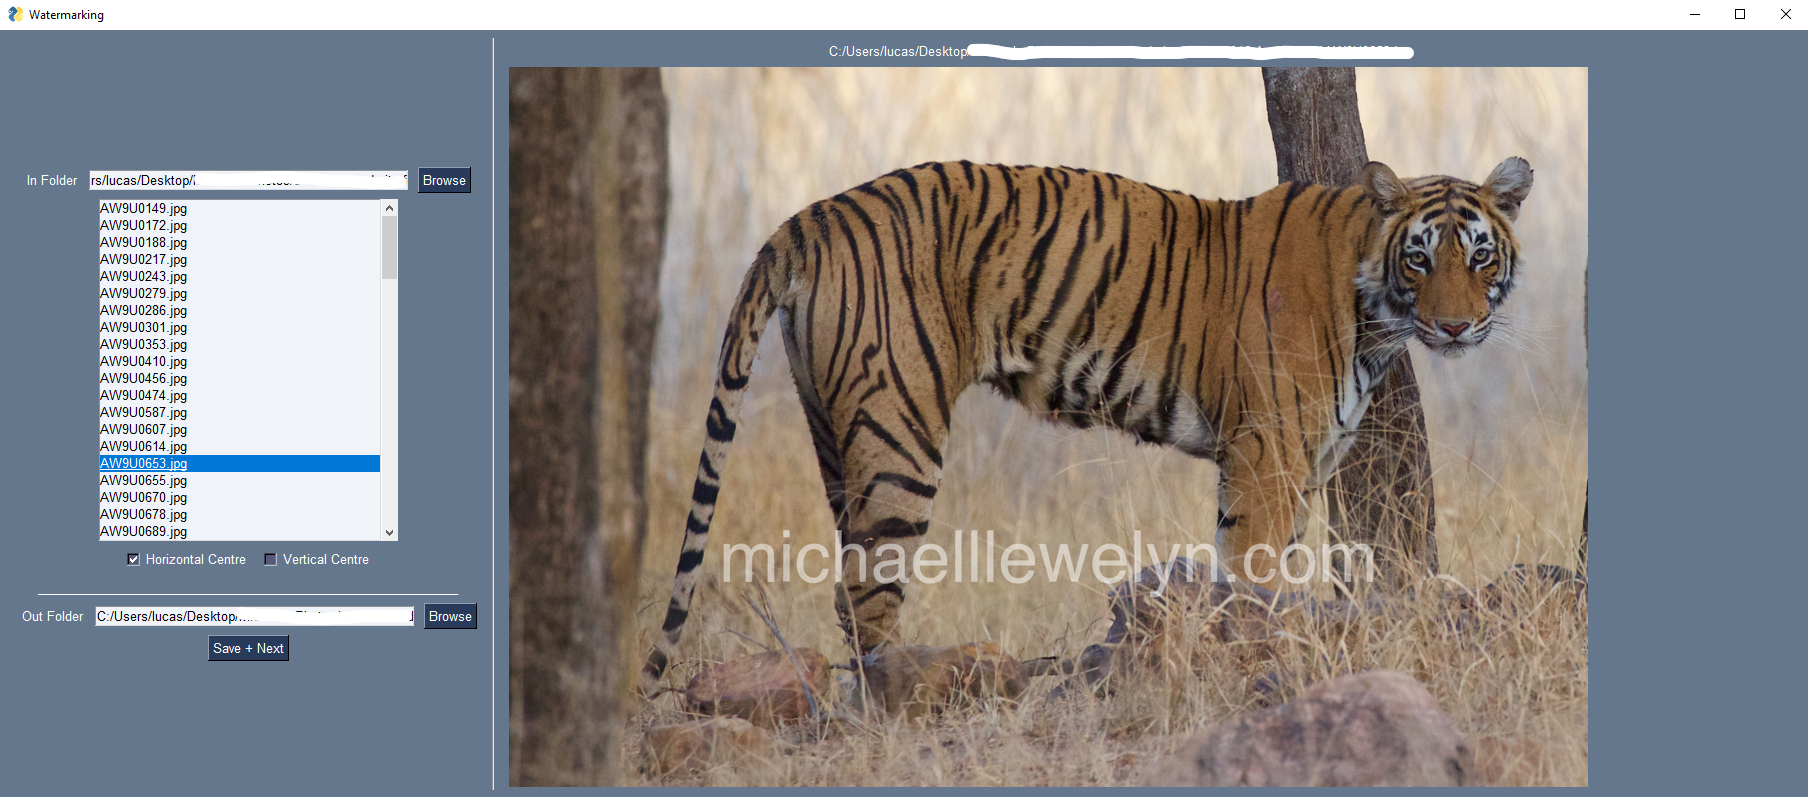 Watermarking
C:/Users/lucas/Desktop
In Folder rs/lucas/Desktop/ Browse
AW9U0149.jpg
AW9U0172.jpg
AW9U0188.jpg
AW9U0217.jpg
AW9U0243.jpg
AW9U0279.jpg
AW9U0286.jpg
AW9U0301.jpg
AW9U0353.jpg
AW9U0410.jpg
AW9U0456.jpg
AW9U0474.jpg
AW9U0587.jpg
AW9U0607.jpg
AW9U0614.jpg
AW9U0653.jpg
AW9U0655.jpg
AW9U0670.jpg
AW9U0678.jpg
AW9U0689.jpg
Horizontal Centre Vertical Centre
Out Folder C:/Users/lucas/Desktop/ Browse
Save + Next
michaelllewelyn.com